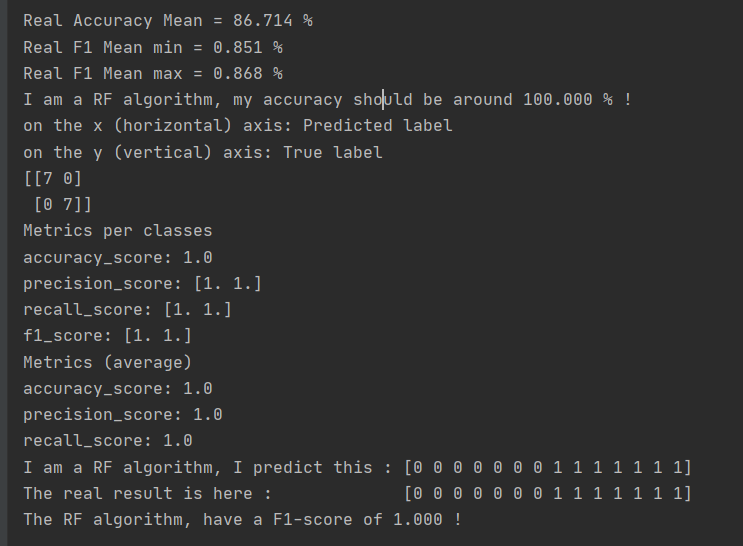 Real Accuracy Mean = 86.714 %
Real F1 Mean min = 0.851 %
Real F1 Mean max = 0.868 %
I am a RF algorithm, my accuracy should be around 100.000 % !
on the x (horizontal) axis: Predicted label
on the y (vertical) axis: True label
[[7 0]
 [0 7]]
Metrics per classes
accuracy_score: 1.0
precision_score: [1. 1.]
recall_score: [1. 1.]
f1_score: [1. 1.]
Metrics (average)
accuracy_score: 1.0
precision_score: 1.0
recall_score: 1.0
I am a RF algorithm, I predict this : [0 0 0 0 0 0 0 1 1 1 1 1 1 1]
The real result is here :             [0 0 0 0 0 0 0 1 1 1 1 1 1 1]
The RF algorithm, have a F1-score of 1.000 !